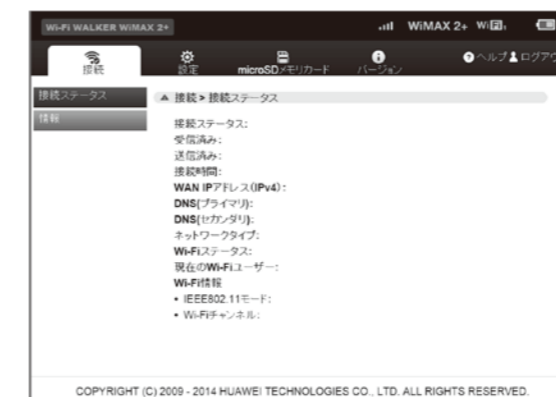 Wi-Fi WALKER WiMAX 2+
WiMAX 2+ WiFi
接続
設定
microSDメモリカード
バージョン
ヘルプ
ログアウ
接続ステータス
情報
接続 > 接続ステータス
接続ステータス:
受信済み:
送信済み:
接続時間:
WAN IPアドレス(IPv4):
DNS(プライマリ):
DNS(セカンダリ):
ネットワークタイプ:
Wi-Fiステータス:
現在のWi-Fiユーザー:
Wi-Fi情報
• IEEE802.11モード:
• Wi-Fiチャンネル:
COPYRIGHT (C) 2009 - 2014 HUAWEI TECHNOLOGIES CO., LTD. ALL RIGHTS RESERVED.